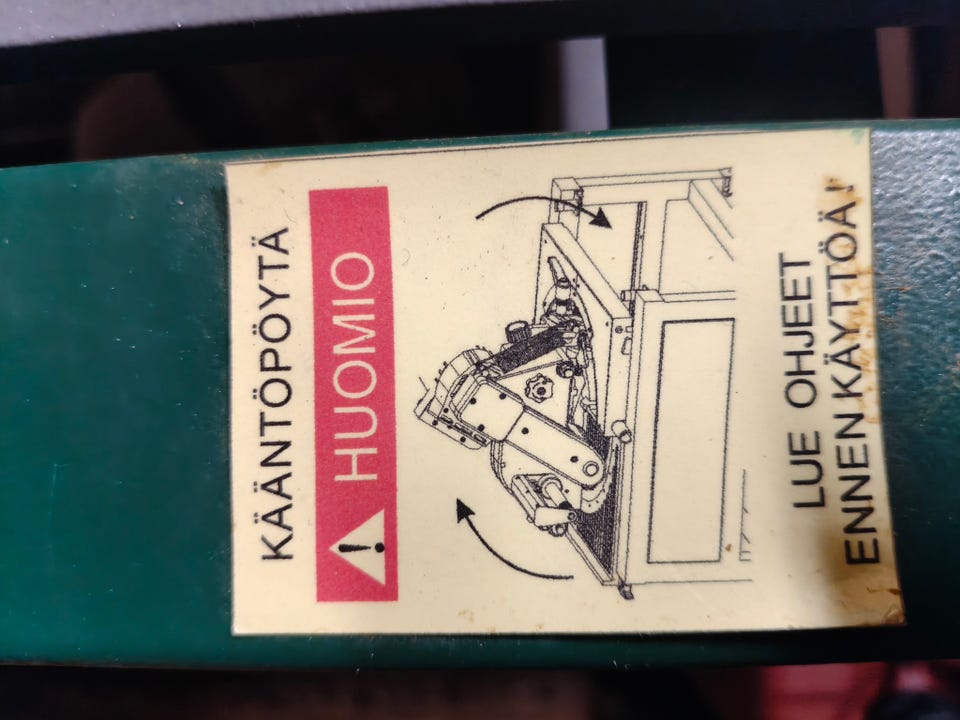 KÄÄNTÖPÖYTÄ
HUOMIO
LUE OHJEET
ENNEN KÄYTTÖÄ!